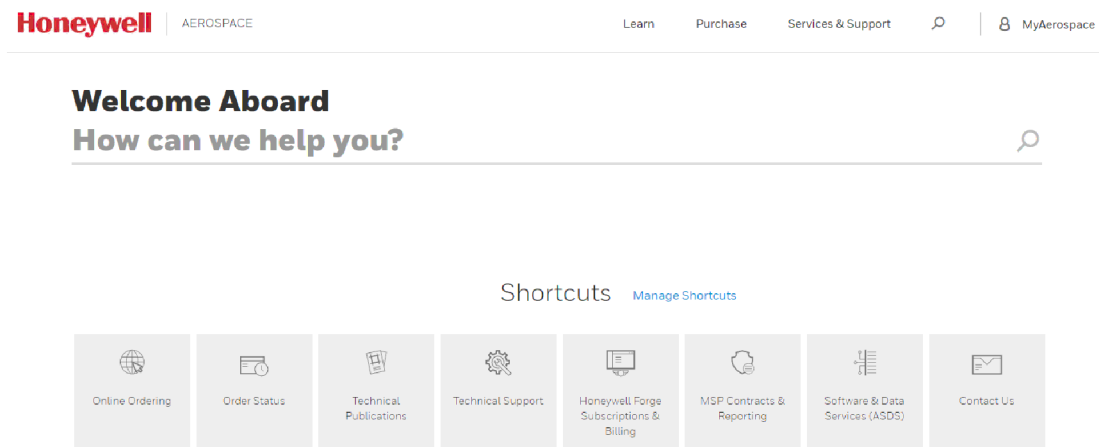 Honeywell AEROSPACE Learn Purchase Services & Support MyAerospace
Welcome Aboard
How can we help you?
Shortcuts Manage Shortcuts
Online Ordering
Order Status
Technical
Publications
Technical Support
Honeywell Forge
Subscriptions &
Billing
MSP Contracts &
Reporting
Software & Data
Services (ASDS)
Contact Us